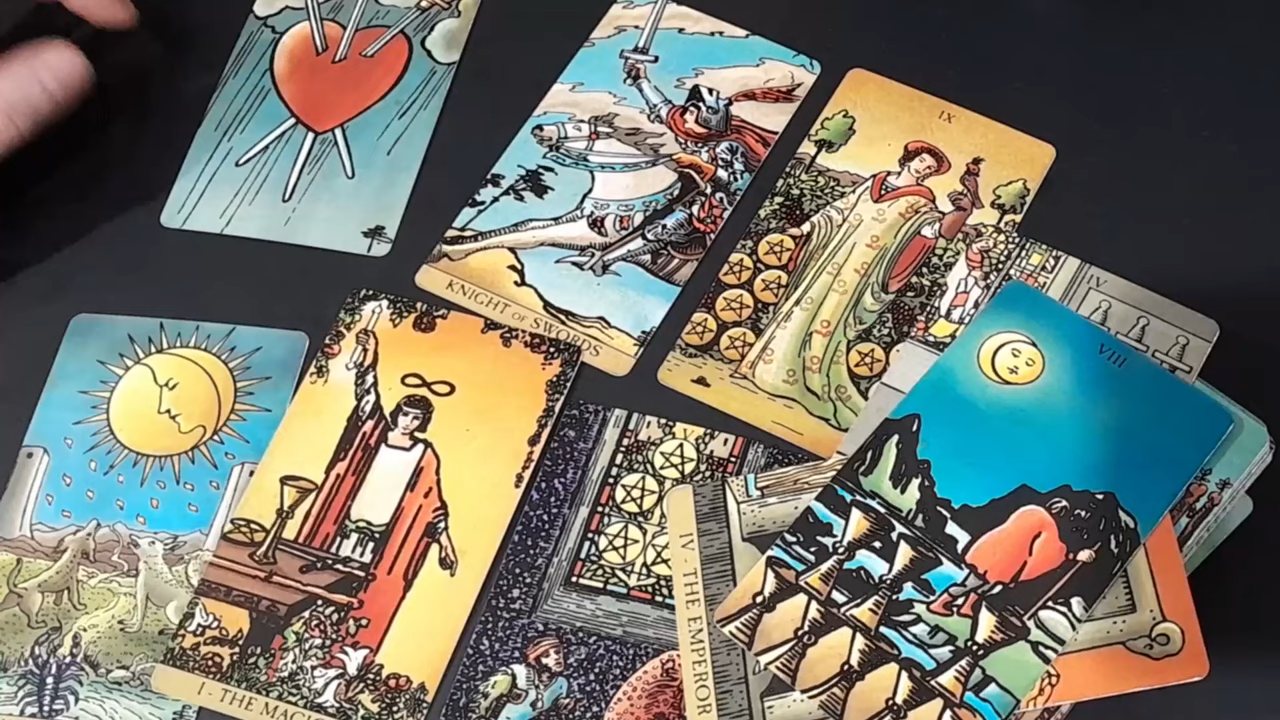 KNIGHT OF SWORDS
IX
IV
VIII
I - THE MAGIC
IV - THE EMPEROR